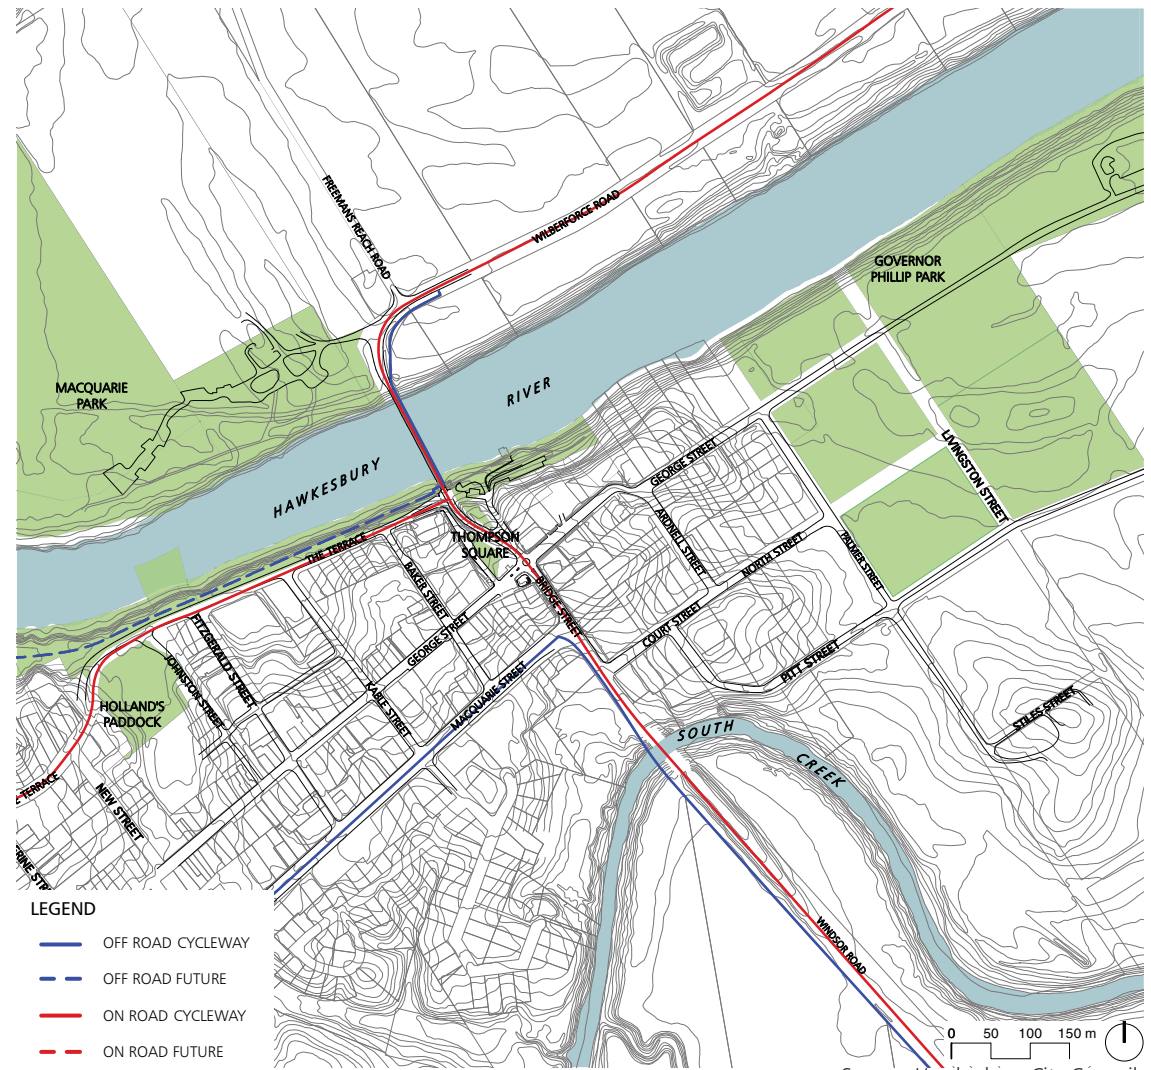 FREEMANS REACH ROAD
WILBERFORCE ROAD
GOVERNOR
PHILLIP PARK
MACQUARIE
PARK
HAWKESBURY
RIVER
GEORGE STREET
LIVINGSTON STREET
THE TERRACE
THOMPSON
SQUARE
ARDNELL STREET
NORTH STREET
PALMER STREET
BAKER STREET
BRIDGE STREET
GEORGE STREET
COURT STREET
PITT STREET
FITZGERALD STREET
JOHNSTON STREET
KABLE STREET
MACQUARIE STREET
HOLLAND'S
PADDOCK
STILES STREET
SOUTH
CREEK
TERRACE
NEW STREET
WINDSOR ROAD
LEGEND
OFF ROAD CYCLEWAY
OFF ROAD FUTURE
ON ROAD CYCLEWAY
ON ROAD FUTURE
0 50 100 150 m